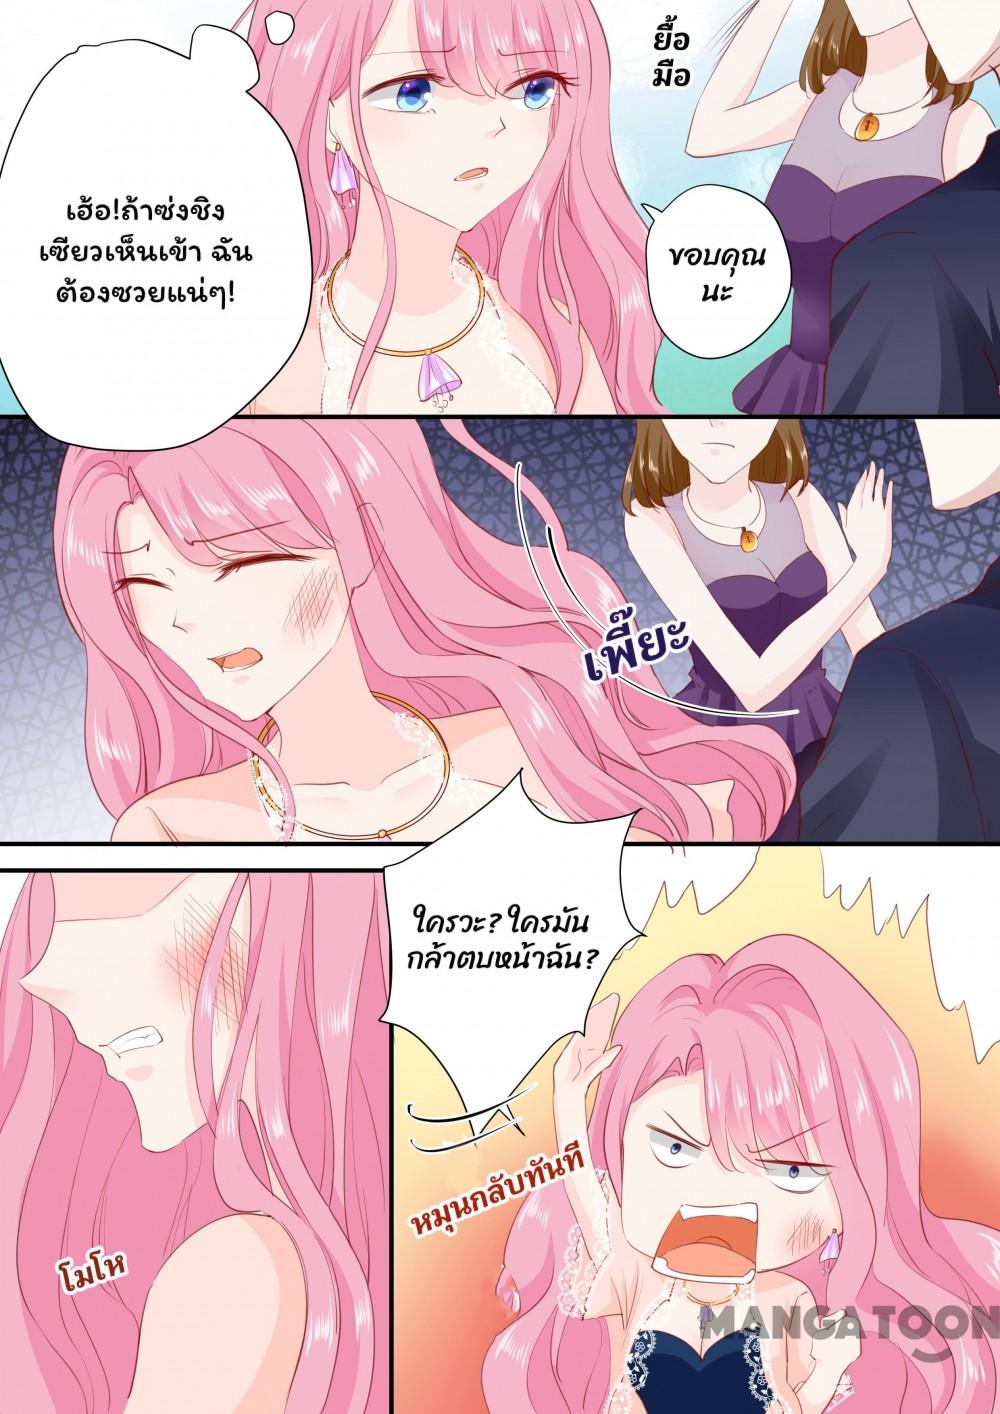 ยื้อ
มือ
เฮ้อ!ถ้าซ่งชิง
เซียวเห็นเข้า ฉัน
ต้องซวยแน่ๆ!
ขอบคุณ
นะ
เพี๊ยะ
ใครวะ? ใครมัน
กล้าตบหน้าฉัน?
หมุนกลับทันที
โมโห
MANGATOON